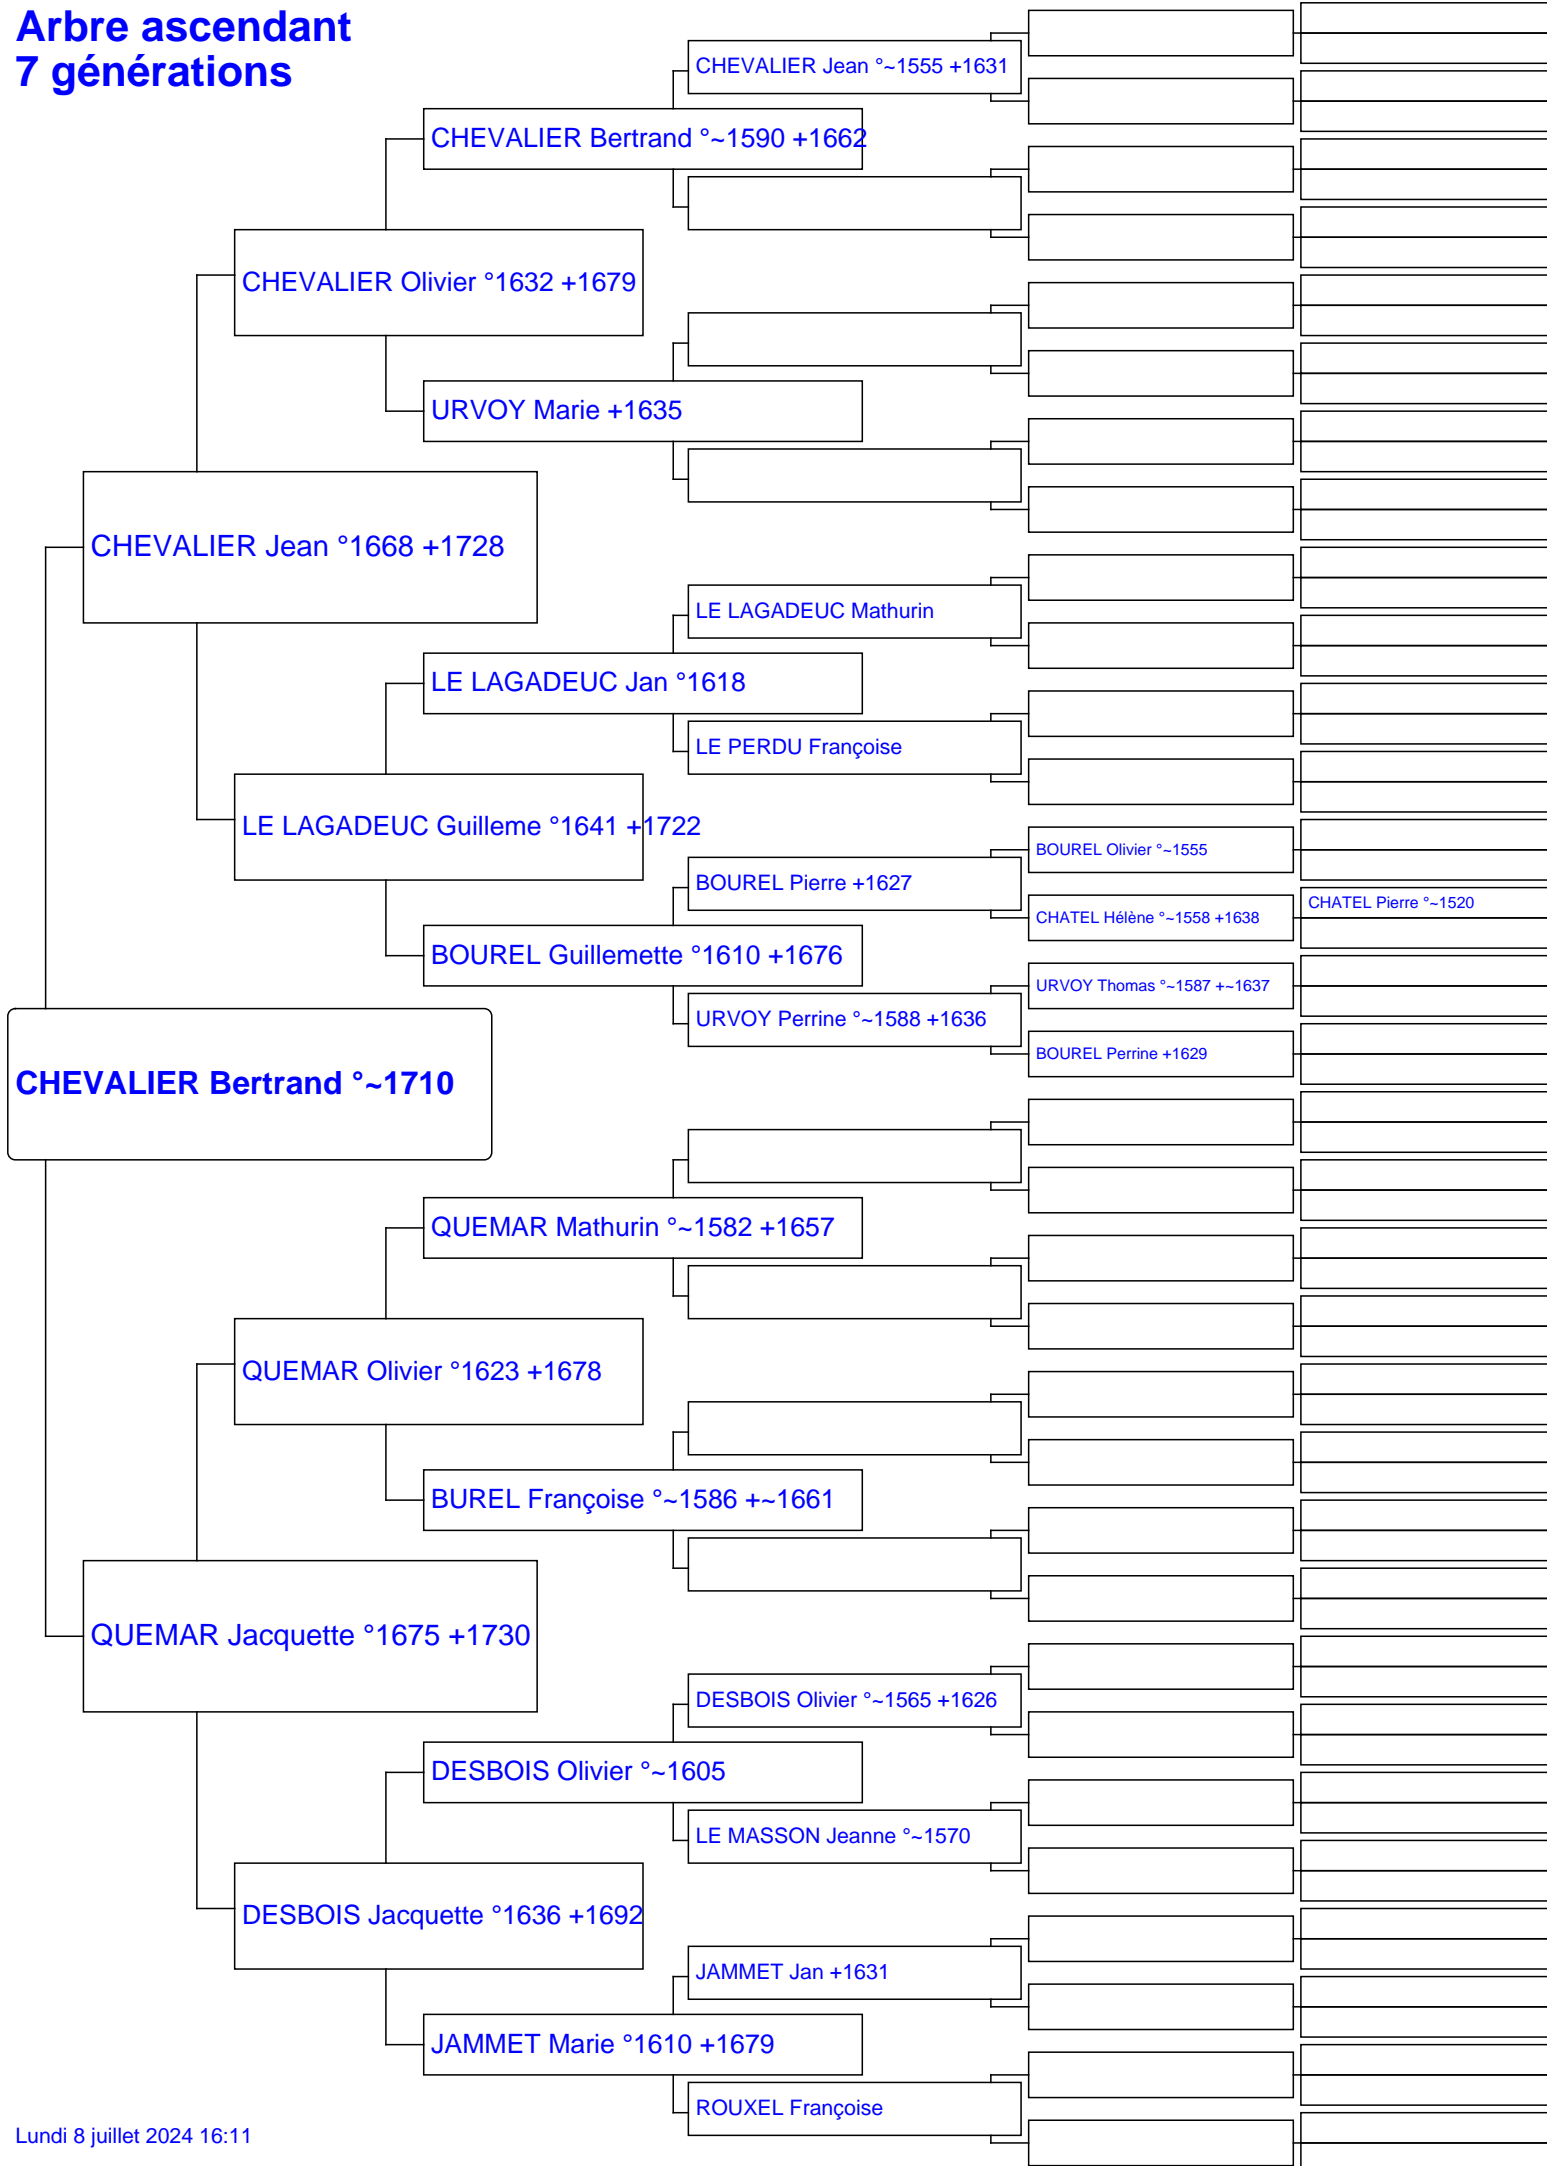 Arbre ascendant
7 générations
CHEVALIER Jean °~1555 +1631
CHEVALIER Bertrand °~1590 +1662
CHEVALIER Olivier °1632 +1679
URVOY Marie +1635
CHEVALIER Jean °1668 +1728
LE LAGADEUC Mathurin
LE LAGADEUC Jan °1618
LE PERDU Françoise
LE LAGADEUC Guilleme °1641 +1722
BOUREL Olivier °~1555
BOUREL Pierre +1627
CHATEL Pierre °~1520
CHATEL Hélène °~1558 +1638
BOUREL Guillemette °1610 +1676
URVOY Thomas °~1587 +~1637
URVOY Perrine °~1588 +1636
BOUREL Perrine +1629
CHEVALIER Bertrand °~1710
QUEMAR Mathurin °~1582 +1657
QUEMAR Olivier °1623 +1678
BUREL Françoise °~1586 +~1661
QUEMAR Jacquette °1675 +1730
DESBOIS Olivier °~1565 +1626
DESBOIS Olivier °~1605
LE MASSON Jeanne °~1570
DESBOIS Jacquette °1636 +1692
JAMMET Jan +1631
JAMMET Marie °1610 +1679
ROUXEL Françoise
Lundi 8 juillet 2024 16:11